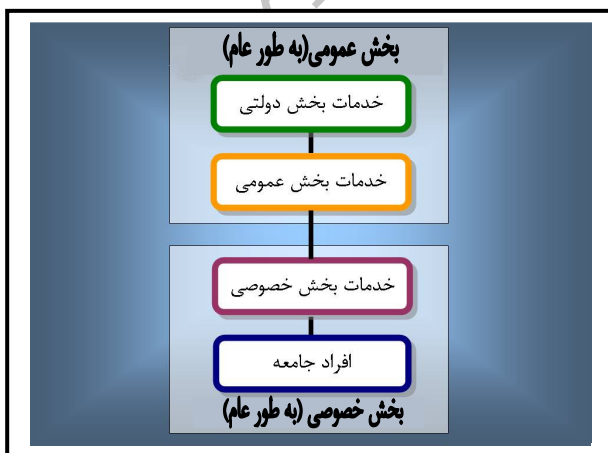 بخش عمومی(به طور عام)
خدمات بخش دولتی
خدمات بخش عمومی
خدمات بخش خصوصی
افراد جامعه
بخش خصوصی (به طور عام)